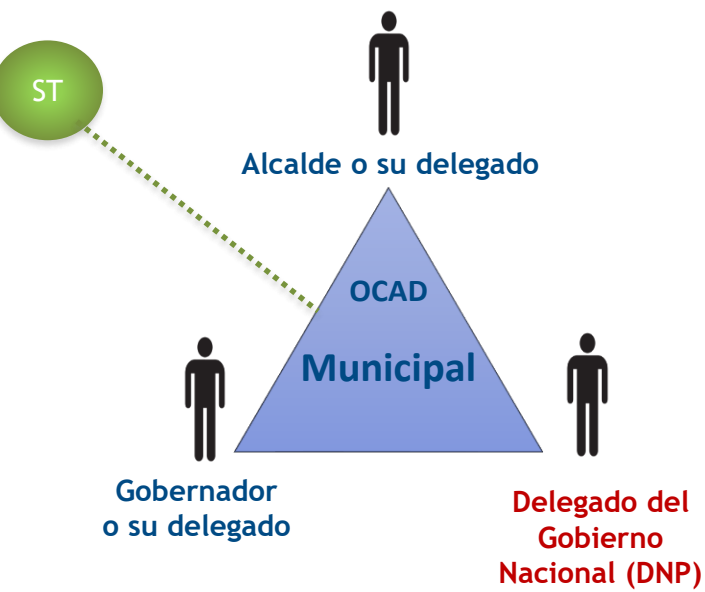 ST
Alcalde o su delegado
OCAD
Municipal
Gobernador
o su delegado
Delegado del
Gobierno
Nacional (DNP)